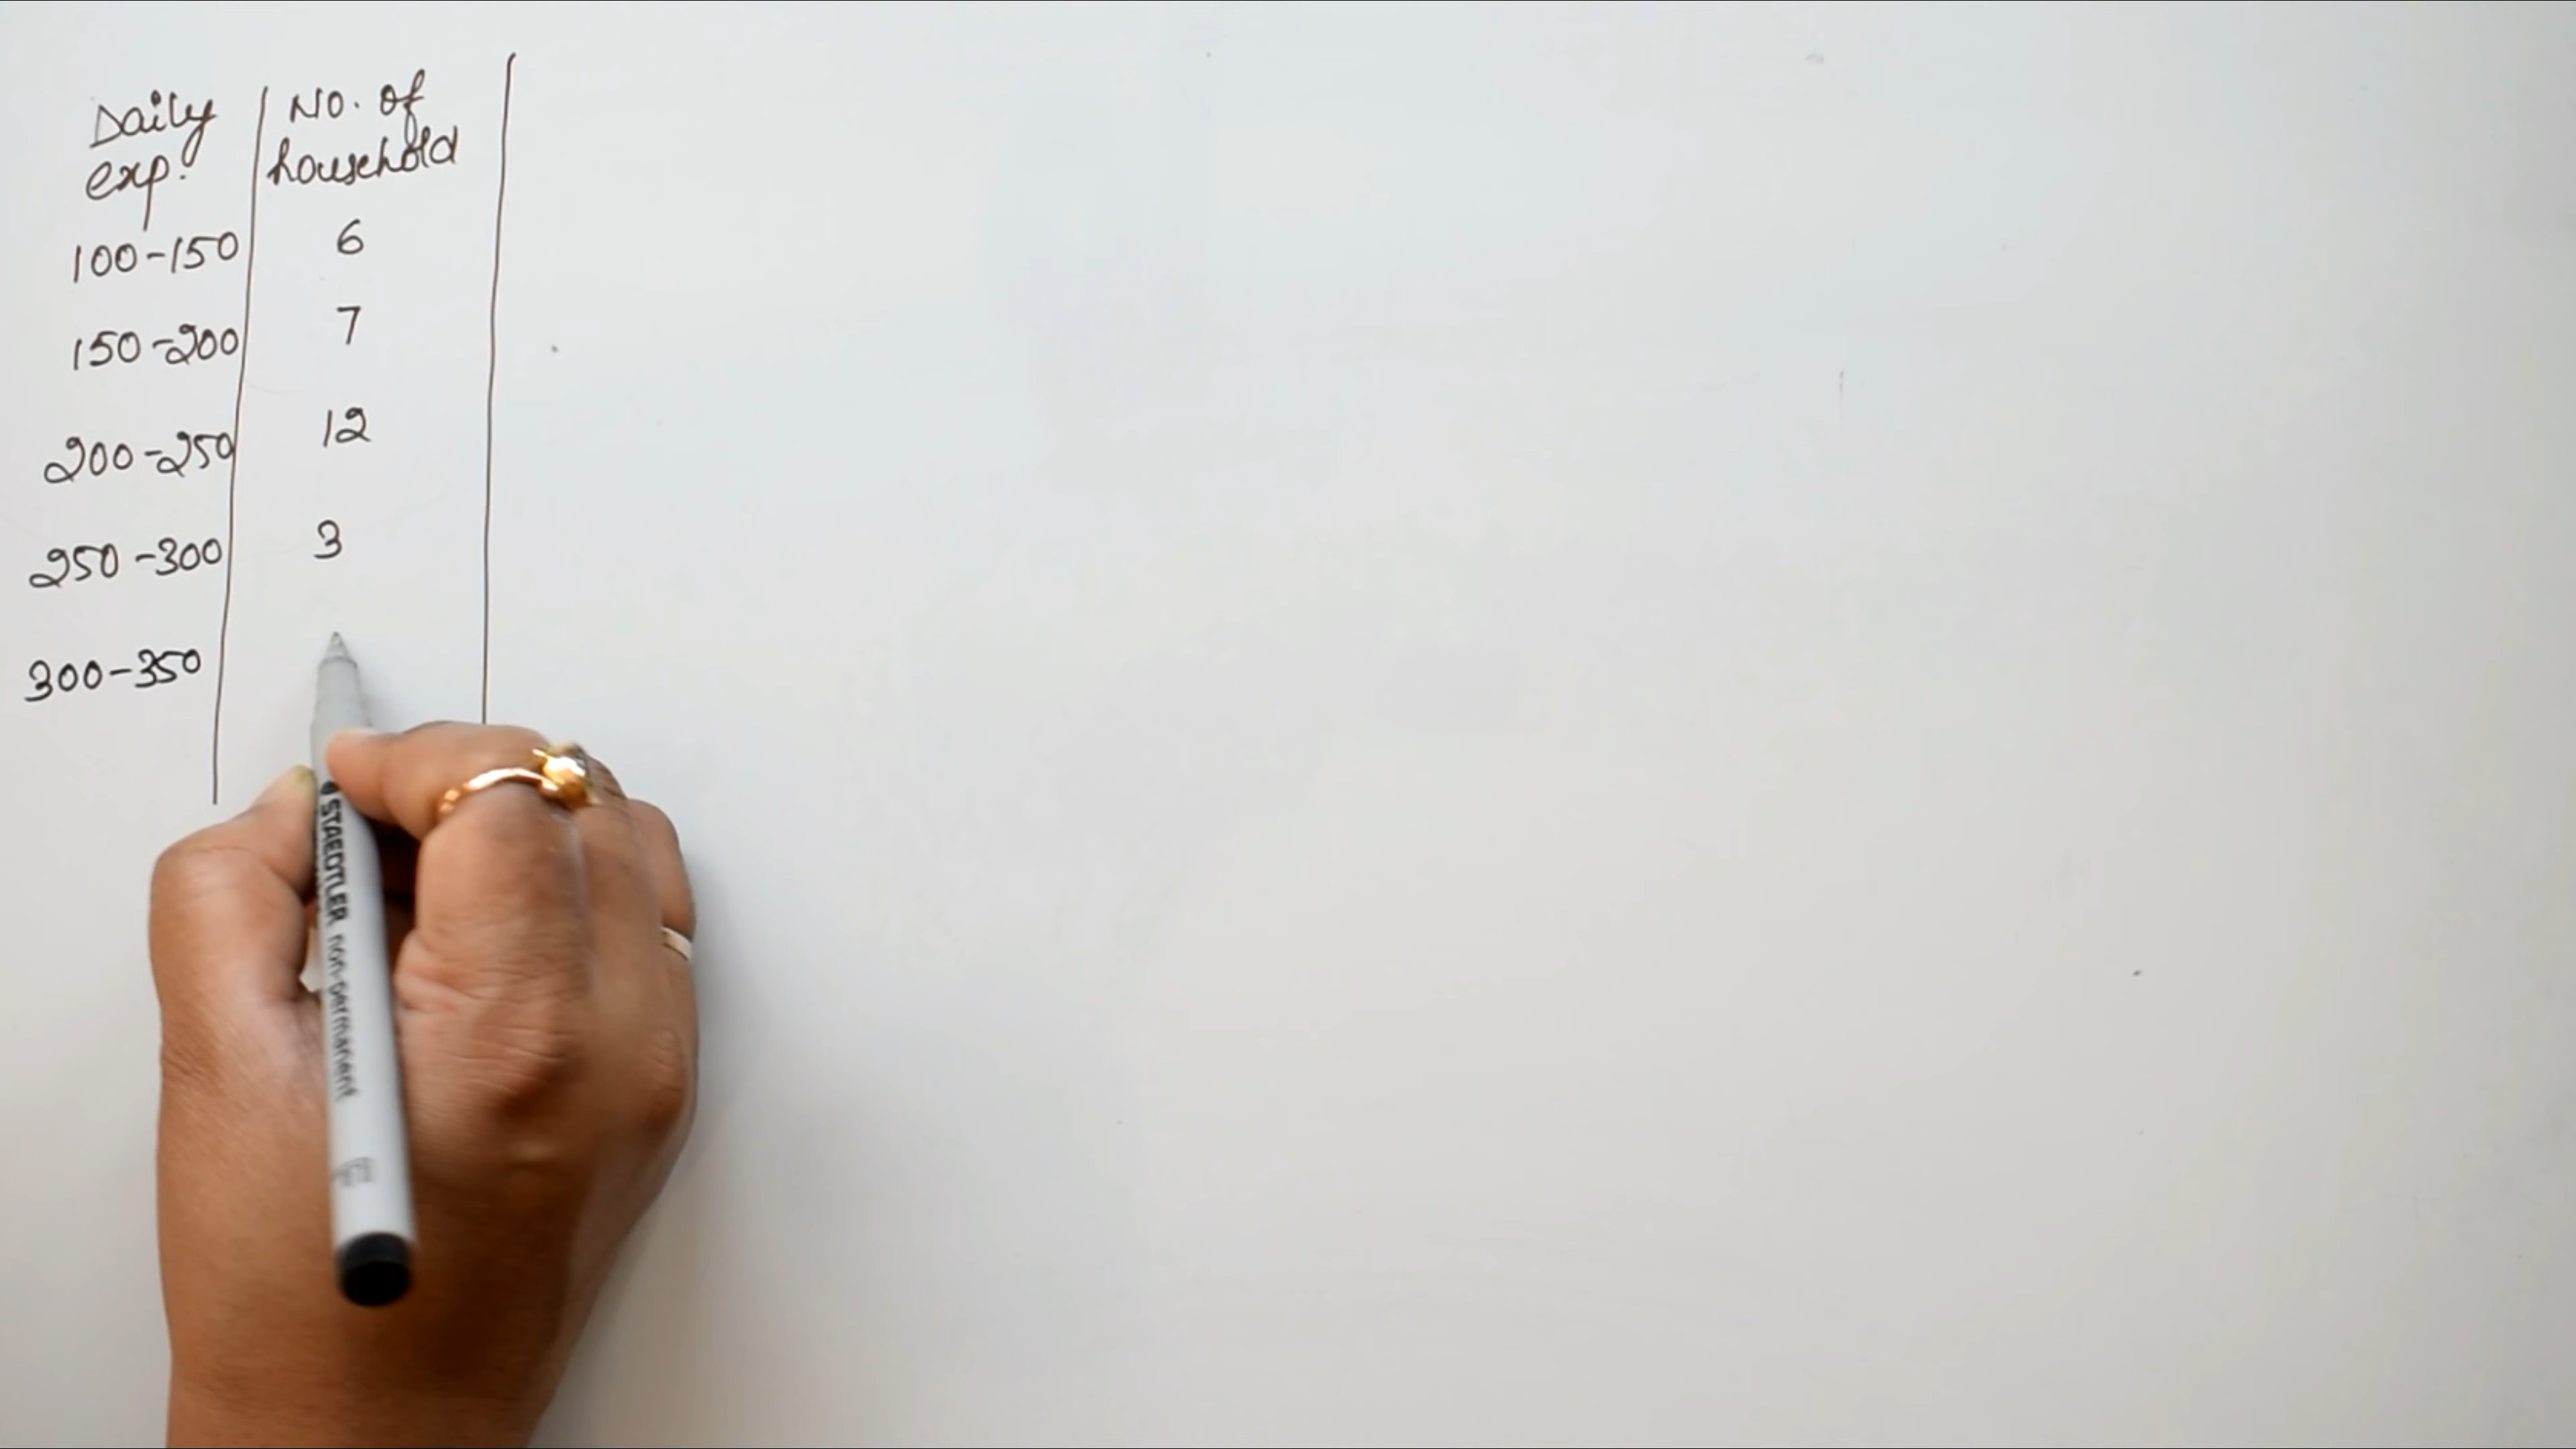 Daily exp. No. of household
100-150 6
150-200 7
200-250 12
250-300 3
300-350
STAEDTLER non-permanent